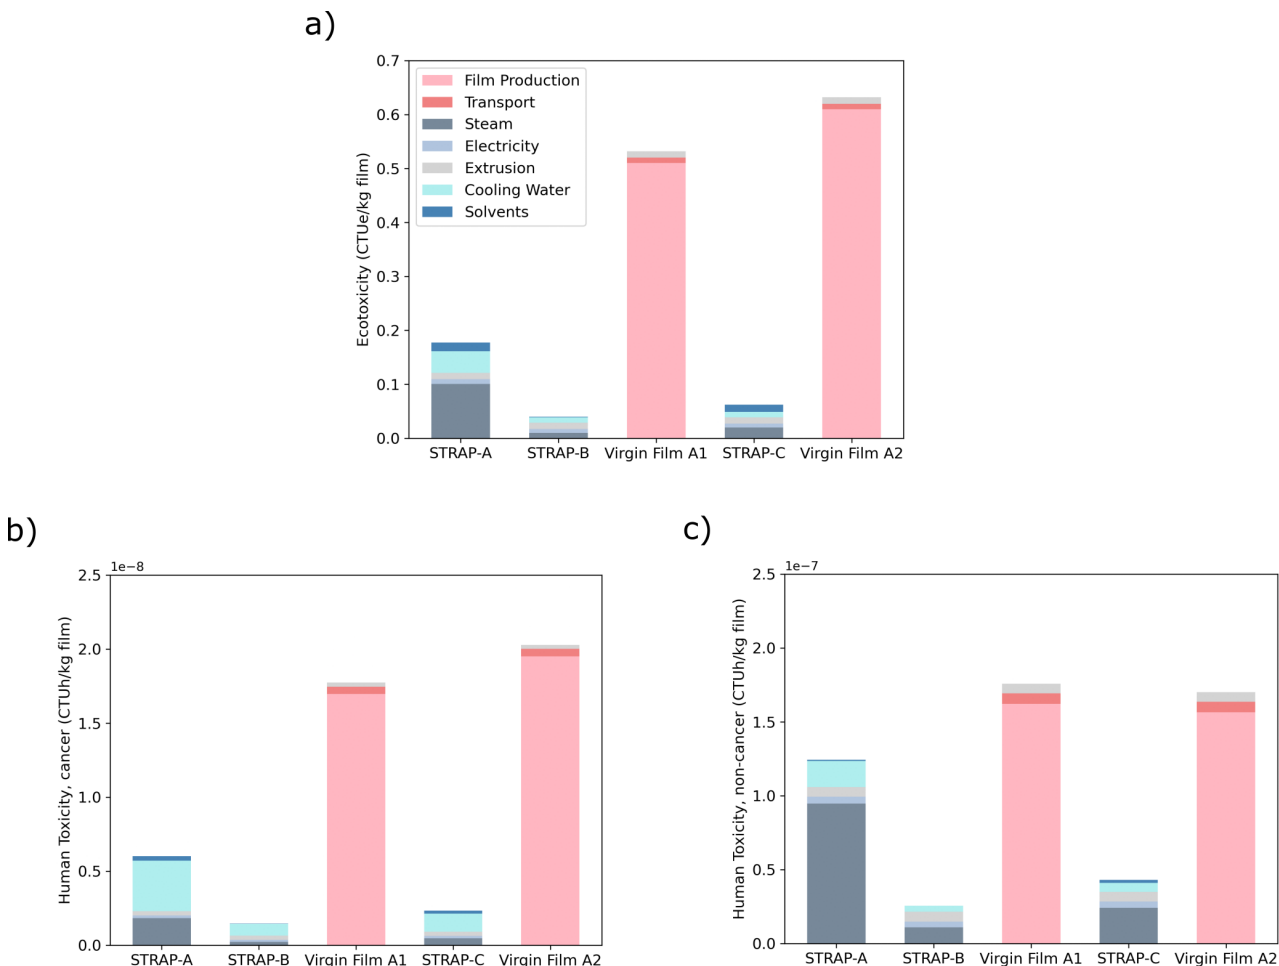 a)
0.7
0.6
0.5
0.4
0.3
0.2
0.1
0.0
Ecotoxicity (CTUe/kg film)
Film Production
Transport
Steam
Electricity
Extrusion
Cooling Water
Solvents
STRAP-A STRAP-B Virgin Film A1 STRAP-C Virgin Film A2
b)
1e−8
2.5
2.0
1.5
1.0
0.5
0.0
Human Toxicity, cancer (CTUh/kg film)
STRAP-A STRAP-B Virgin Film A1 STRAP-C Virgin Film A2
c)
1e−7
2.5
2.0
1.5
1.0
0.5
0.0
Human Toxicity, non-cancer (CTUh/kg film)
STRAP-A STRAP-B Virgin Film A1 STRAP-C Virgin Film A2